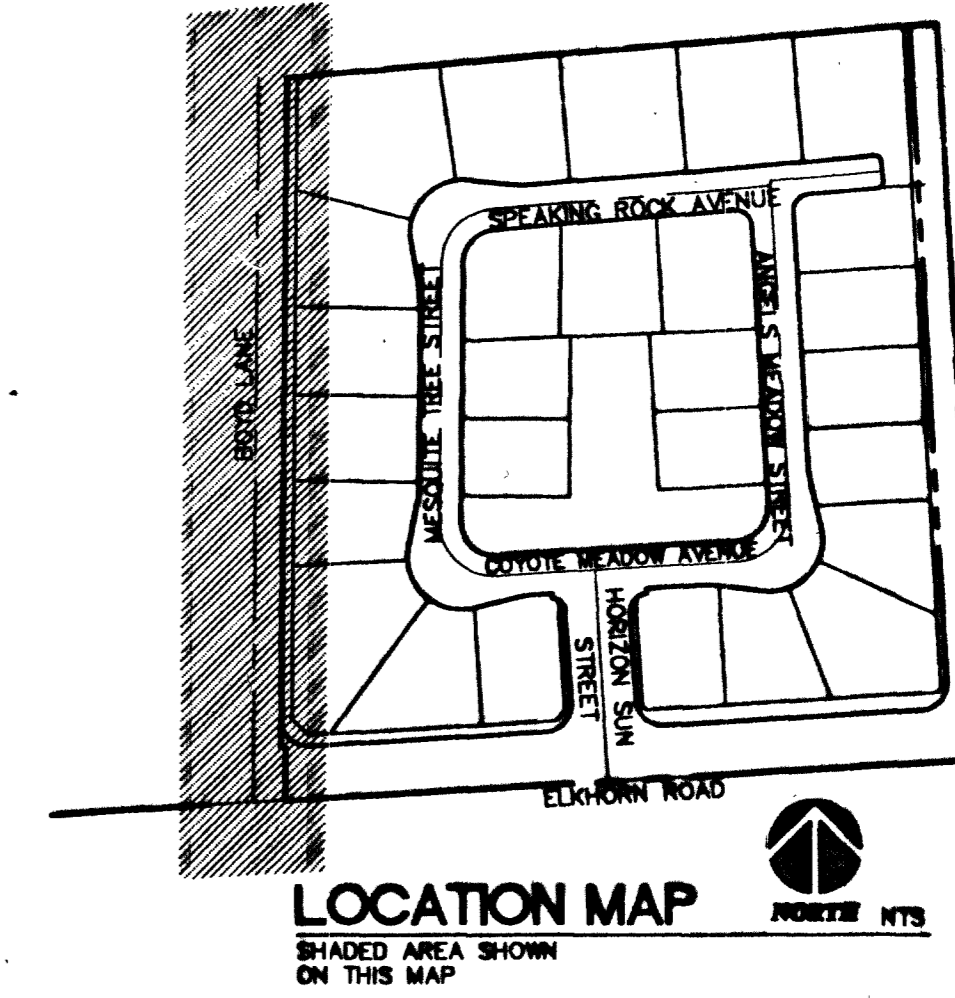 SPEAKING ROCK AVENUE
ANGELS MEADOW STREET
MESQUITE TREE STREET
BOYD LANE
COYOTE MEADOW AVENUE
HORIZON SUN
STREET
ELKHORN ROAD
LOCATION MAP
NORTH NTS
SHADED AREA SHOWN
ON THIS MAP